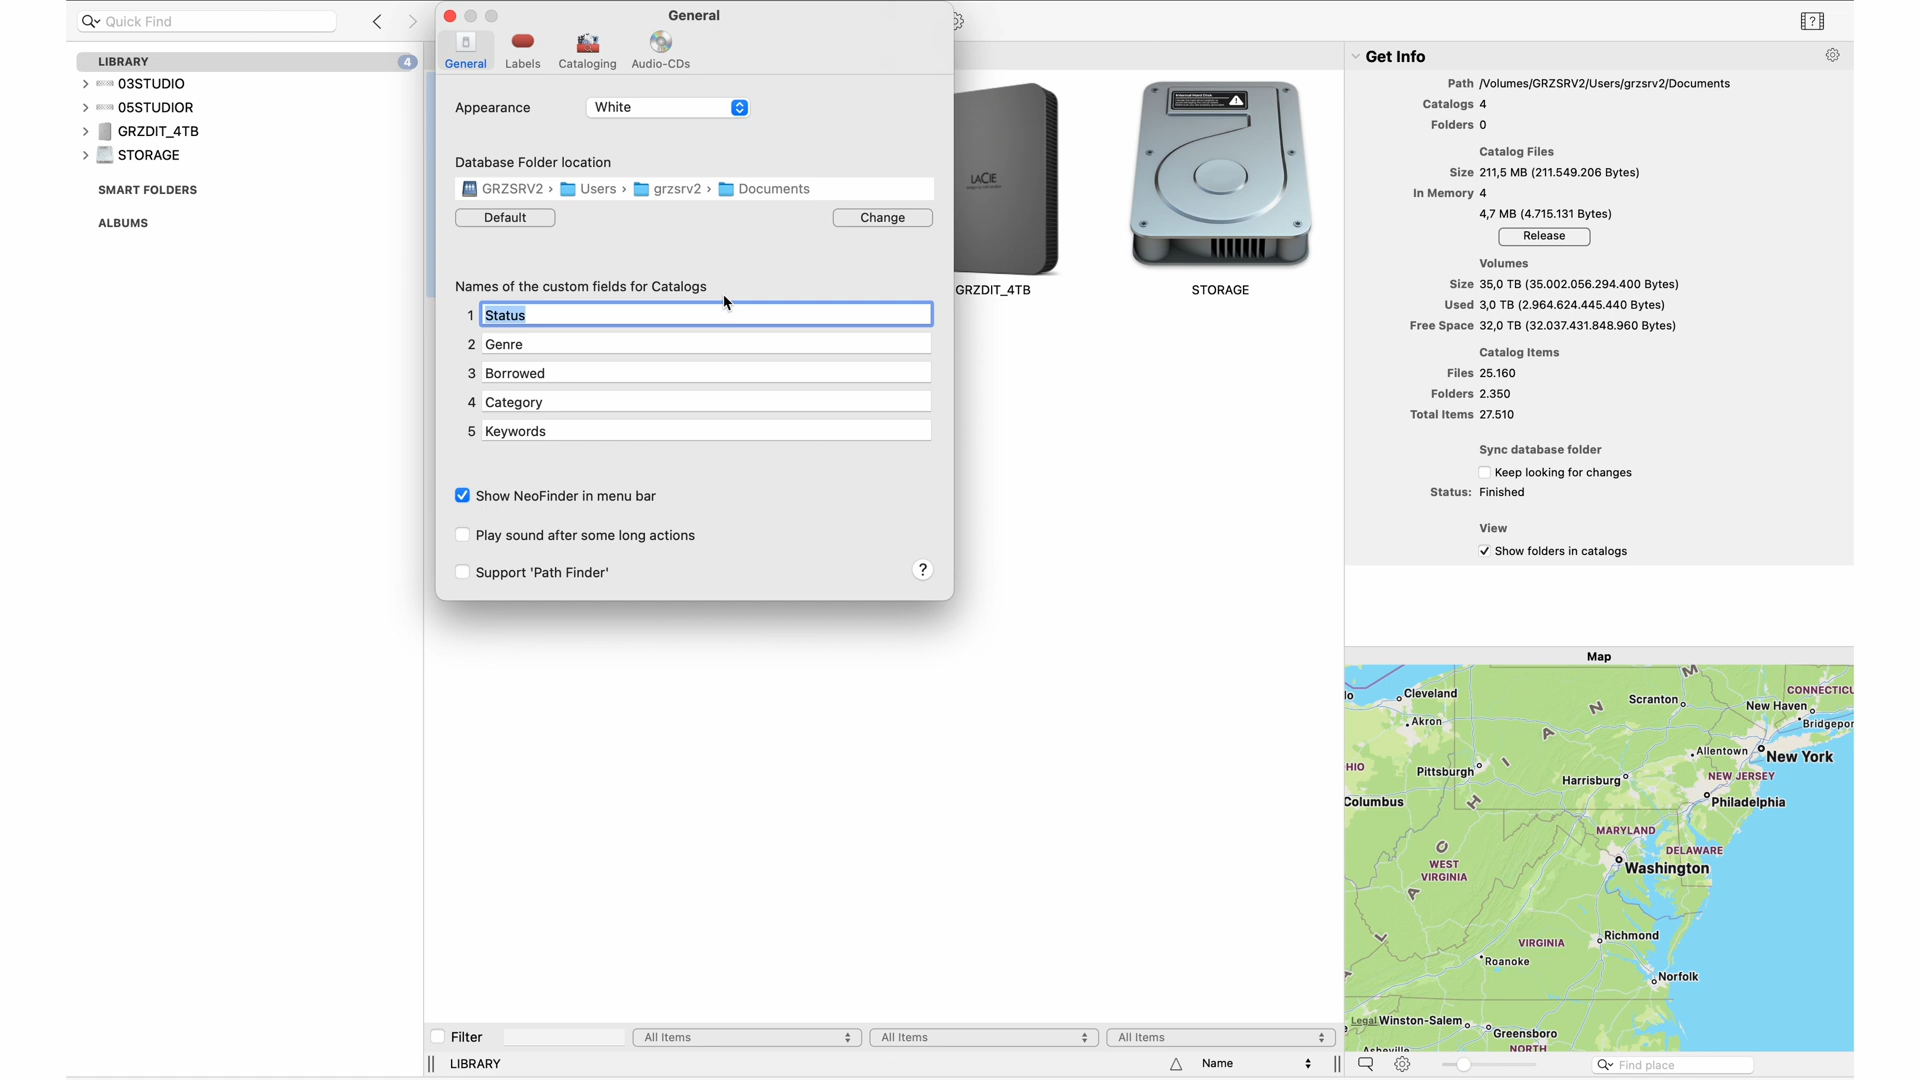 Quick Find
LIBRARY 4
03STUDIO
05STUDIOR
GRZDIT_4TB
STORAGE
SMART FOLDERS
ALBUMS
General
General Labels Cataloging Audio-CDs
Appearance White
Database Folder location
GRZSRV2 › Users › grzsrv2 › Documents
Default Change
Names of the custom fields for Catalogs
1 Status
2 Genre
3 Borrowed
4 Category
5 Keywords
Show NeoFinder in menu bar
Play sound after some long actions
Support 'Path Finder'
?
LACIE
GRZDIT_4TB
Internal Hard Disk
STORAGE
?
Get Info
Path /Volumes/GRZSRV2/Users/grzsrv2/Documents
Catalogs 4
Folders 0
Catalog Files
Size 211,5 MB (211.549.206 Bytes)
In Memory 4
4,7 MB (4.715.131 Bytes)
Release
Volumes
Size 35,0 TB (35.002.056.294.400 Bytes)
Used 3,0 TB (2.964.624.445.440 Bytes)
Free Space 32,0 TB (32.037.431.848.960 Bytes)
Catalog Items
Files 25.160
Folders 2.350
Total Items 27.510
Sync database folder
Keep looking for changes
Status: Finished
View
Show folders in catalogs
Map
lo Cleveland
Scranton
CONNECTICU
New Haven
Akron
Bridgepor
Allentown
New York
HIO
Pittsburgh
Harrisburg
NEW JERSEY
Columbus
Philadelphia
MARYLAND
DELAWARE
WEST
VIRGINIA
Washington
L A C H I A N M
VIRGINIA
Richmond
Roanoke
Norfolk
Legal Winston-Salem
Greensboro
Asheville
NORTH
Filter All Items All Items All Items
LIBRARY Name
Find place